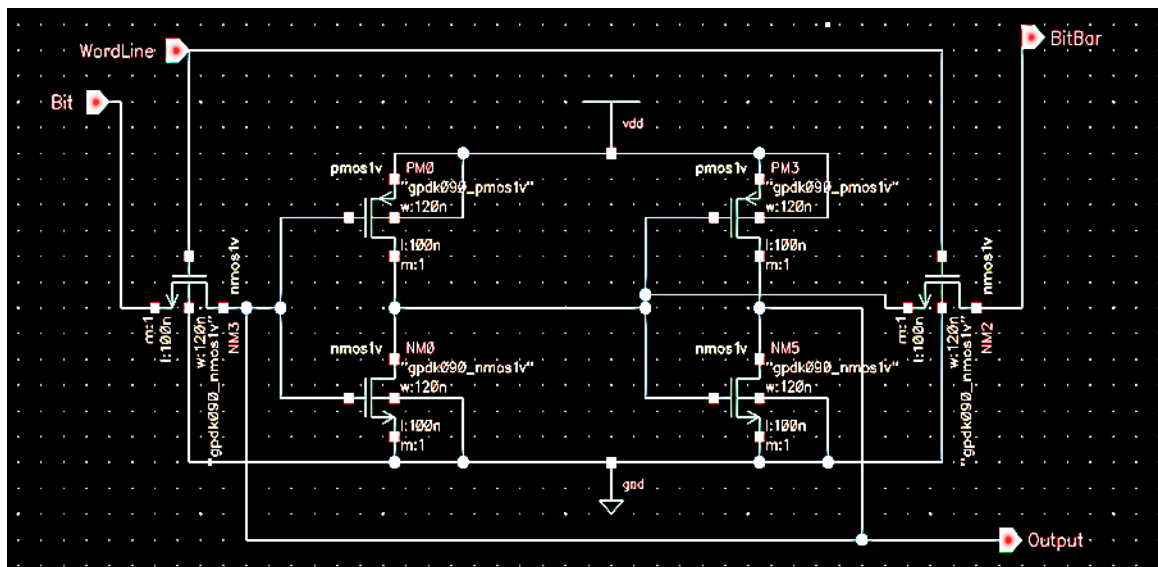 BitBar
WordLine
Bit
vdd
pmos1v
PM0
"gpdk090_pmos1v"
w:120n
l:100n
m:1
pmos1v
PM3
"gpdk090_pmos1v"
w:120n
l:100n
m:1
nmos1v
NM3
"gpdk090_nmos1v"
w:120n
l:100n
m:1
nmos1v
NM2
"gpdk090_nmos1v"
w:120n
l:100n
m:1
nmos1v
NM0
"gpdk090_nmos1v"
w:120n
l:100n
m:1
nmos1v
NM5
"gpdk090_nmos1v"
w:120n
l:100n
m:1
gnd
Output